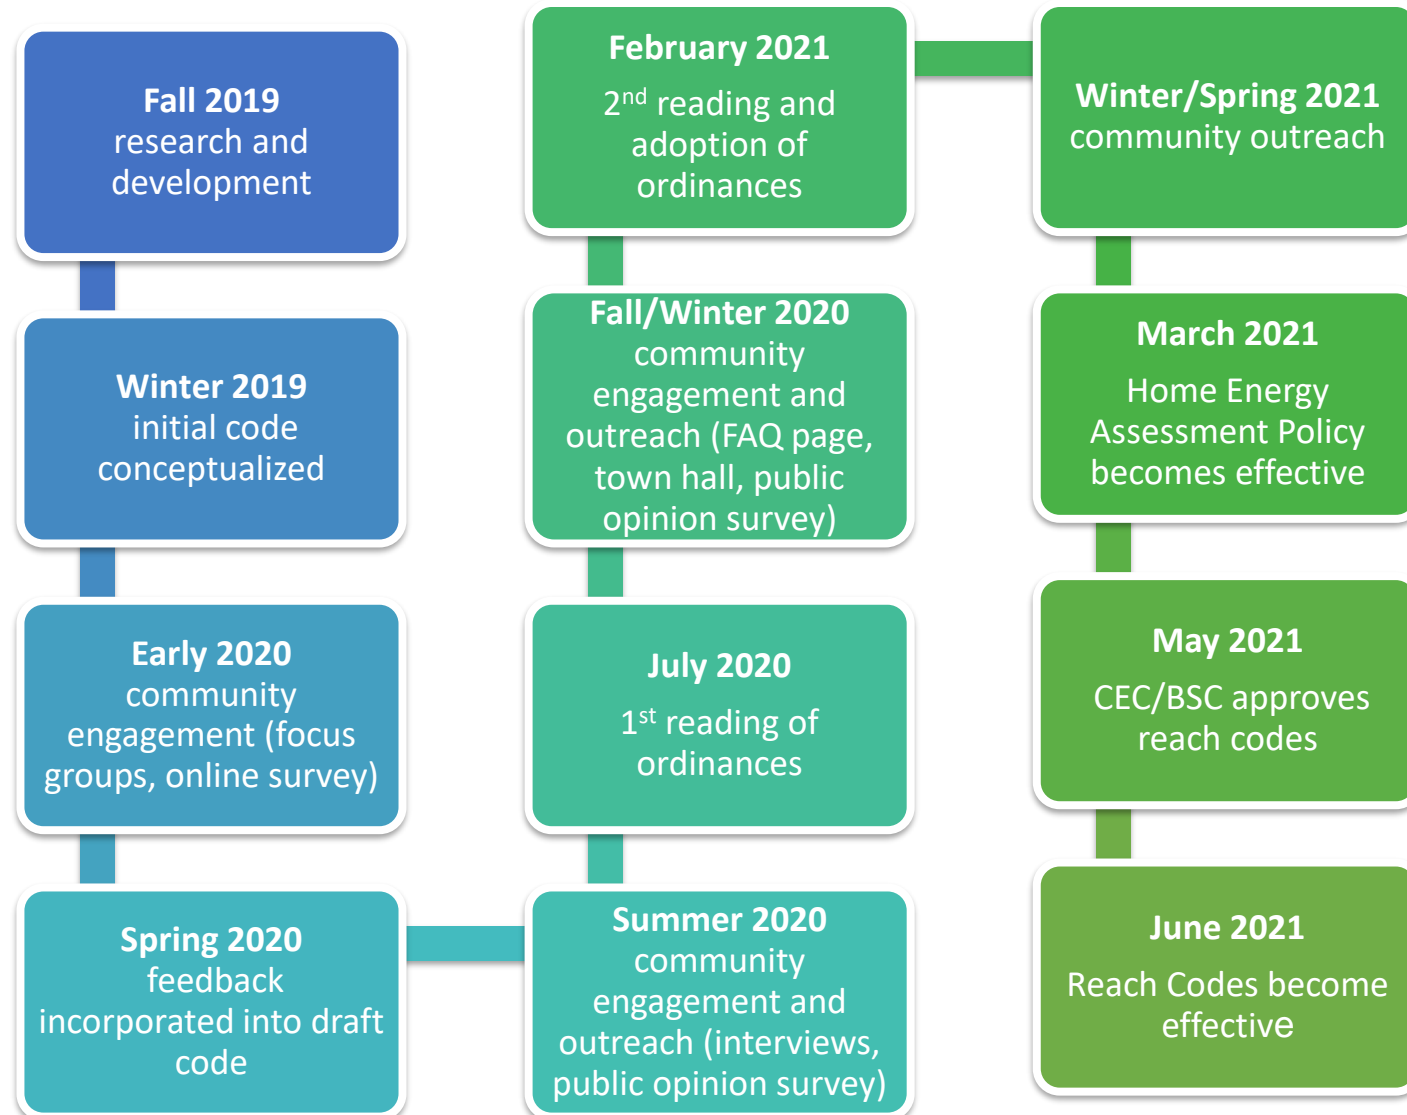 Fall 2019
research and
development
Winter 2019
initial code
conceptualized
Early 2020
community
engagement (focus
groups, online survey)
Spring 2020
feedback
incorporated into draft
code
Summer 2020
community
engagement and
outreach (interviews,
public opinion survey)
July 2020
1st reading of
ordinances
Fall/Winter 2020
community
engagement and
outreach (FAQ page,
town hall, public
opinion survey)
February 2021
2nd reading and
adoption of
ordinances
Winter/Spring 2021
community outreach
March 2021
Home Energy
Assessment Policy
becomes effective
May 2021
CEC/BSC approves
reach codes
June 2021
Reach Codes become
effective